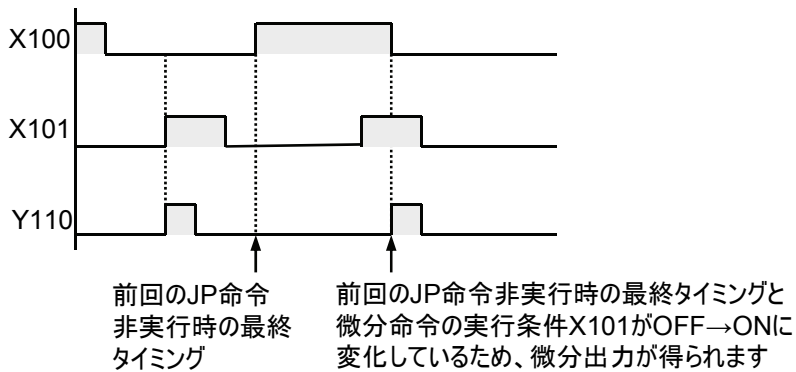 X100
X101
Y110
前回のJP命令
非実行時の最終
タイミング
前回のJP命令非実行時の最終タイミングと
微分命令の実行条件X101がOFF→ONに
変化しているため、微分出力が得られます